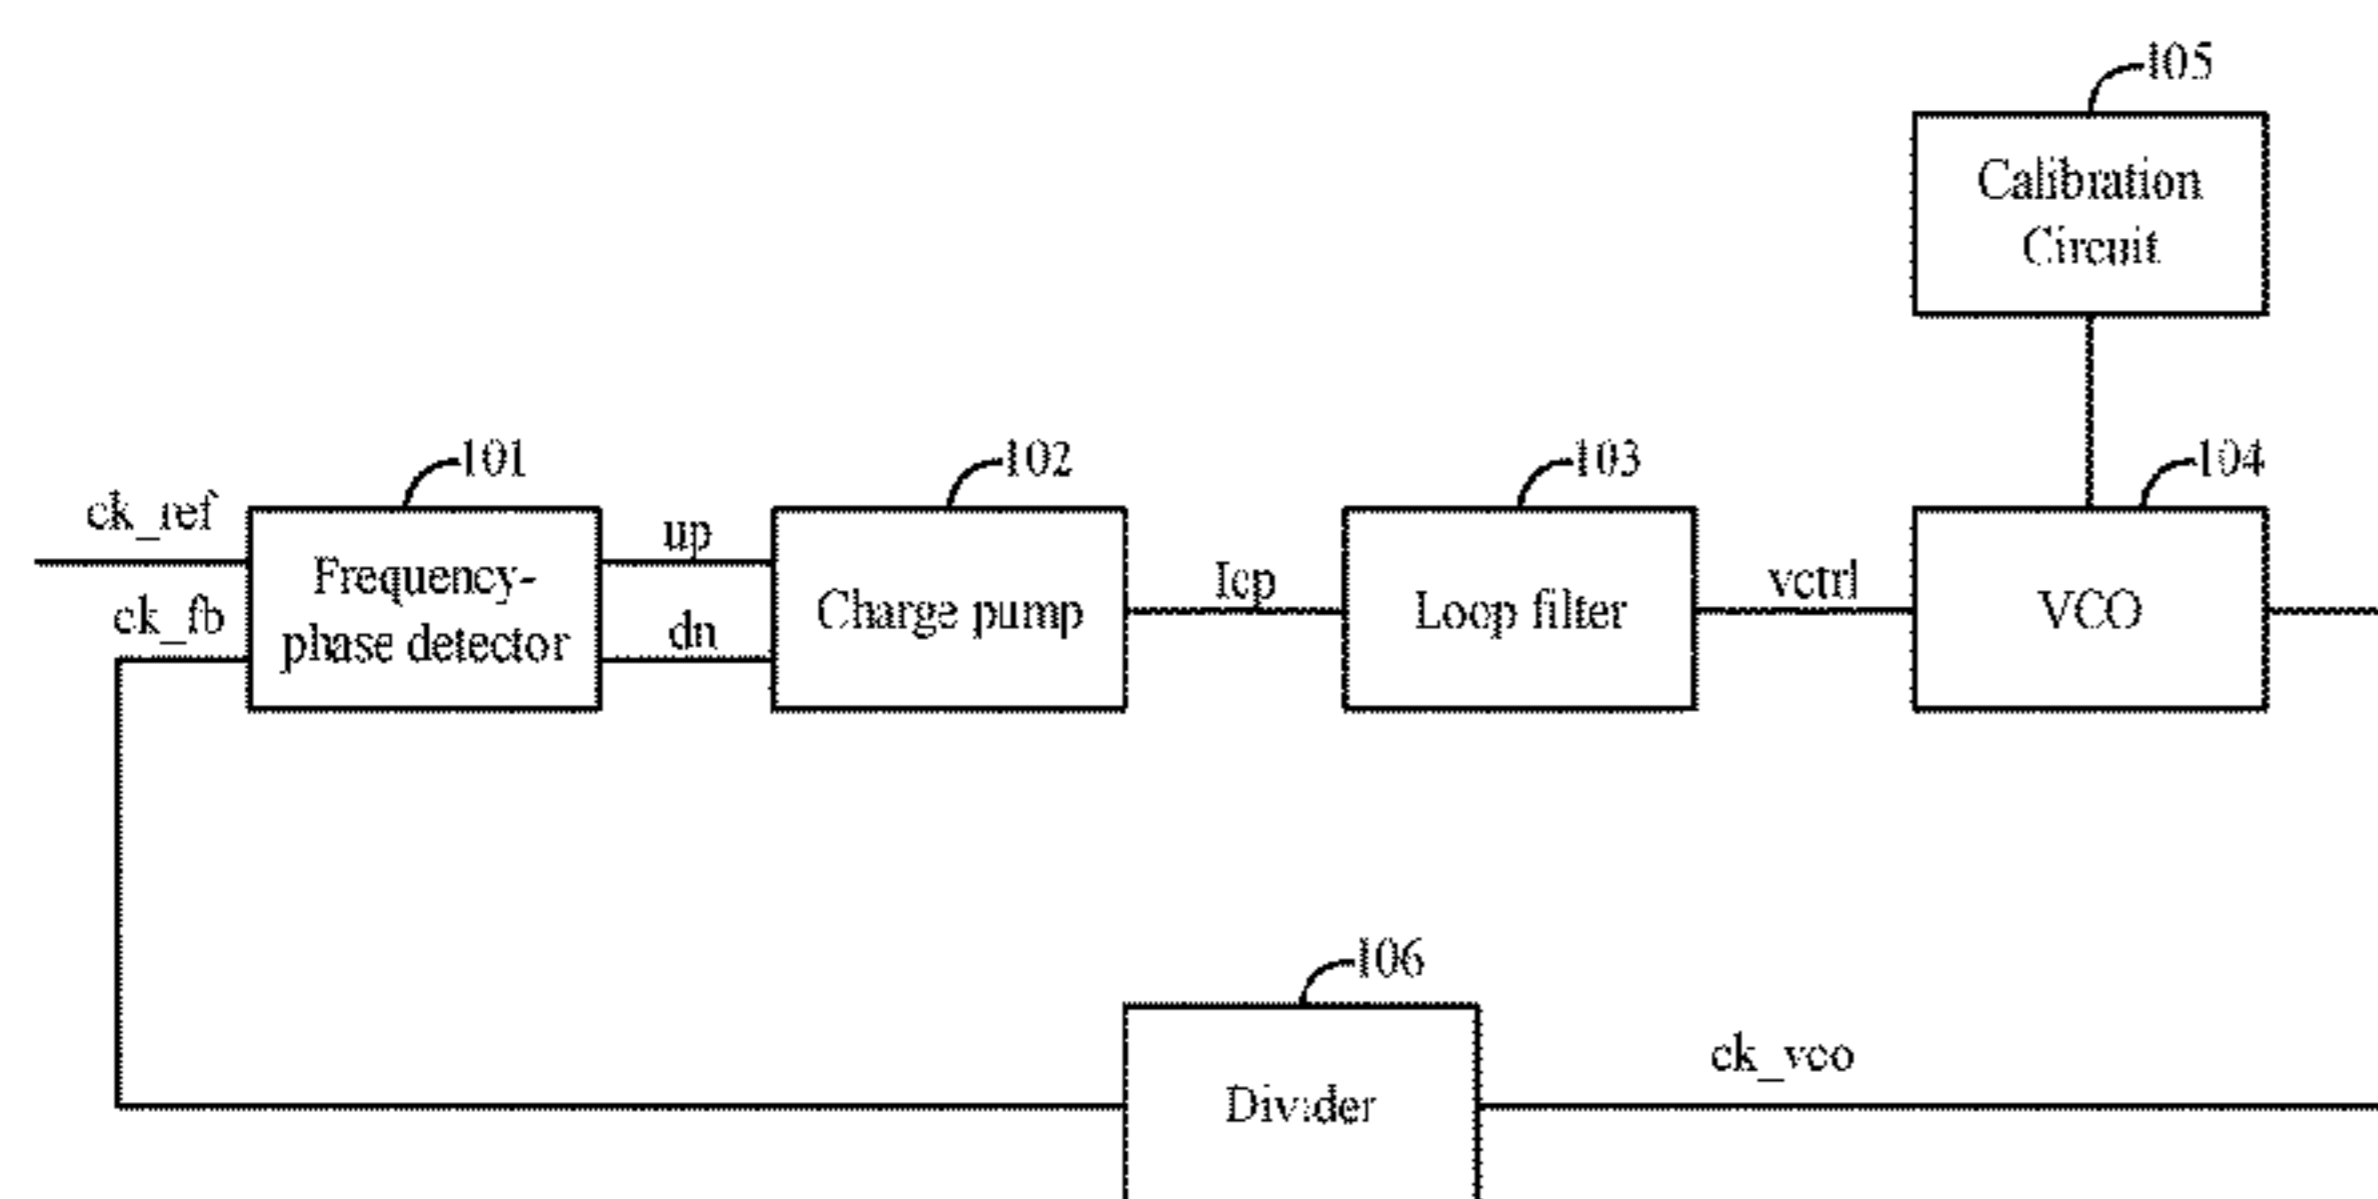 105
Calibration
Circuit
101
102
103
104
ck_ref
Frequency-
phase detector
ck_fb
up
dn
Charge pump
Icp
Loop filter
vctrl
VCO
106
Divider
ck_vco